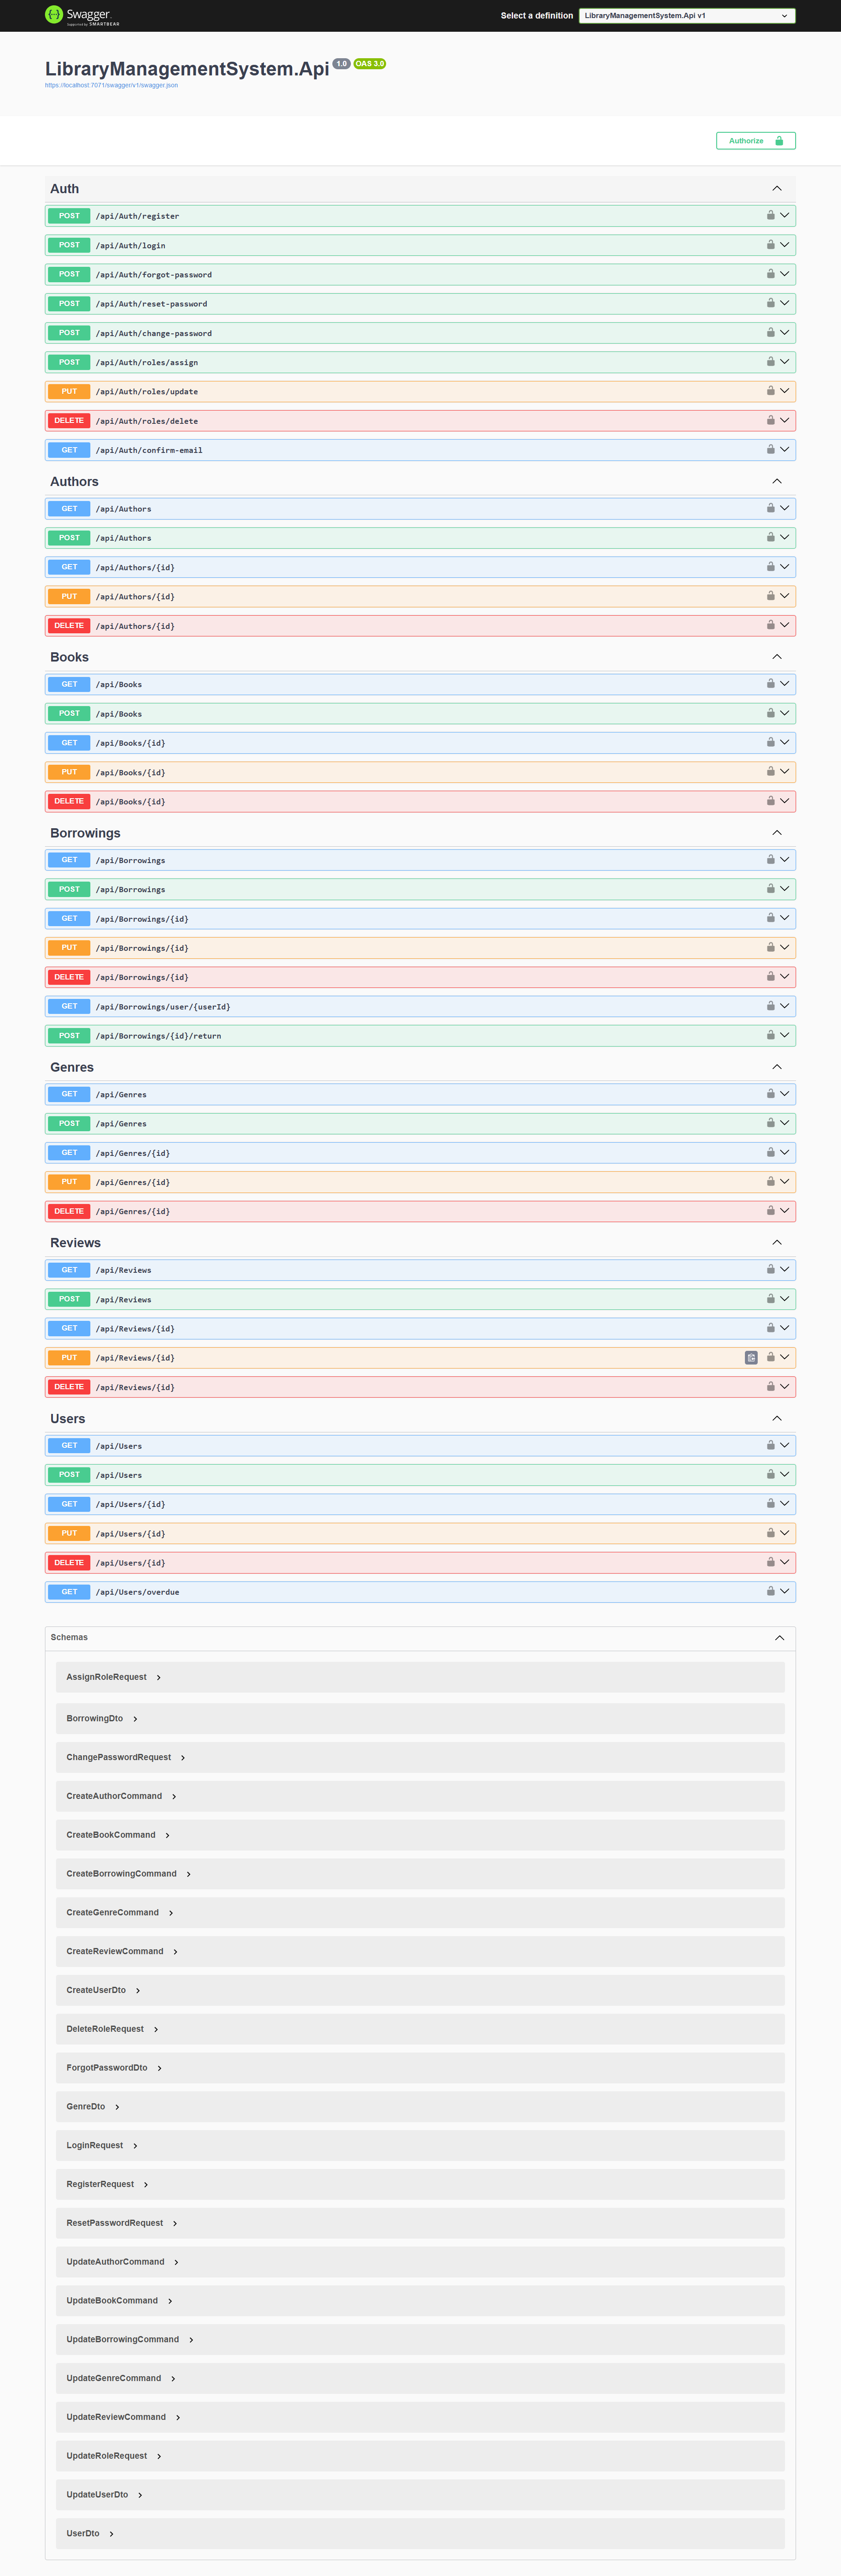 Swagger.
Supported by SMARTBEAR
Select a definition
LibraryManagementSystem.Api v1
LibraryManagementSystem.Api 1.0 OAS 3.0
https://localhost:7071/swagger/v1/swagger.json
Authorize
Auth
POST /api/Auth/register
POST /api/Auth/login
POST /api/Auth/forgot-password
POST /api/Auth/reset-password
POST /api/Auth/change-password
POST /api/Auth/roles/assign
PUT /api/Auth/roles/update
DELETE /api/Auth/roles/delete
GET /api/Auth/confirm-email
Authors
GET /api/Authors
POST /api/Authors
GET /api/Authors/{id}
PUT /api/Authors/{id}
DELETE /api/Authors/{id}
Books
GET /api/Books
POST /api/Books
GET /api/Books/{id}
PUT /api/Books/{id}
DELETE /api/Books/{id}
Borrowings
GET /api/Borrowings
POST /api/Borrowings
GET /api/Borrowings/{id}
PUT /api/Borrowings/{id}
DELETE /api/Borrowings/{id}
GET /api/Borrowings/user/{userId}
POST /api/Borrowings/{id}/return
Genres
GET /api/Genres
POST /api/Genres
GET /api/Genres/{id}
PUT /api/Genres/{id}
DELETE /api/Genres/{id}
Reviews
GET /api/Reviews
POST /api/Reviews
GET /api/Reviews/{id}
PUT /api/Reviews/{id}
DELETE /api/Reviews/{id}
Users
GET /api/Users
POST /api/Users
GET /api/Users/{id}
PUT /api/Users/{id}
DELETE /api/Users/{id}
GET /api/Users/overdue
Schemas
AssignRoleRequest
BorrowingDto
ChangePasswordRequest
CreateAuthorCommand
CreateBookCommand
CreateBorrowingCommand
CreateGenreCommand
CreateReviewCommand
CreateUserDto
DeleteRoleRequest
ForgotPasswordDto
GenreDto
LoginRequest
RegisterRequest
ResetPasswordRequest
UpdateAuthorCommand
UpdateBookCommand
UpdateBorrowingCommand
UpdateGenreCommand
UpdateReviewCommand
UpdateRoleRequest
UpdateUserDto
UserDto